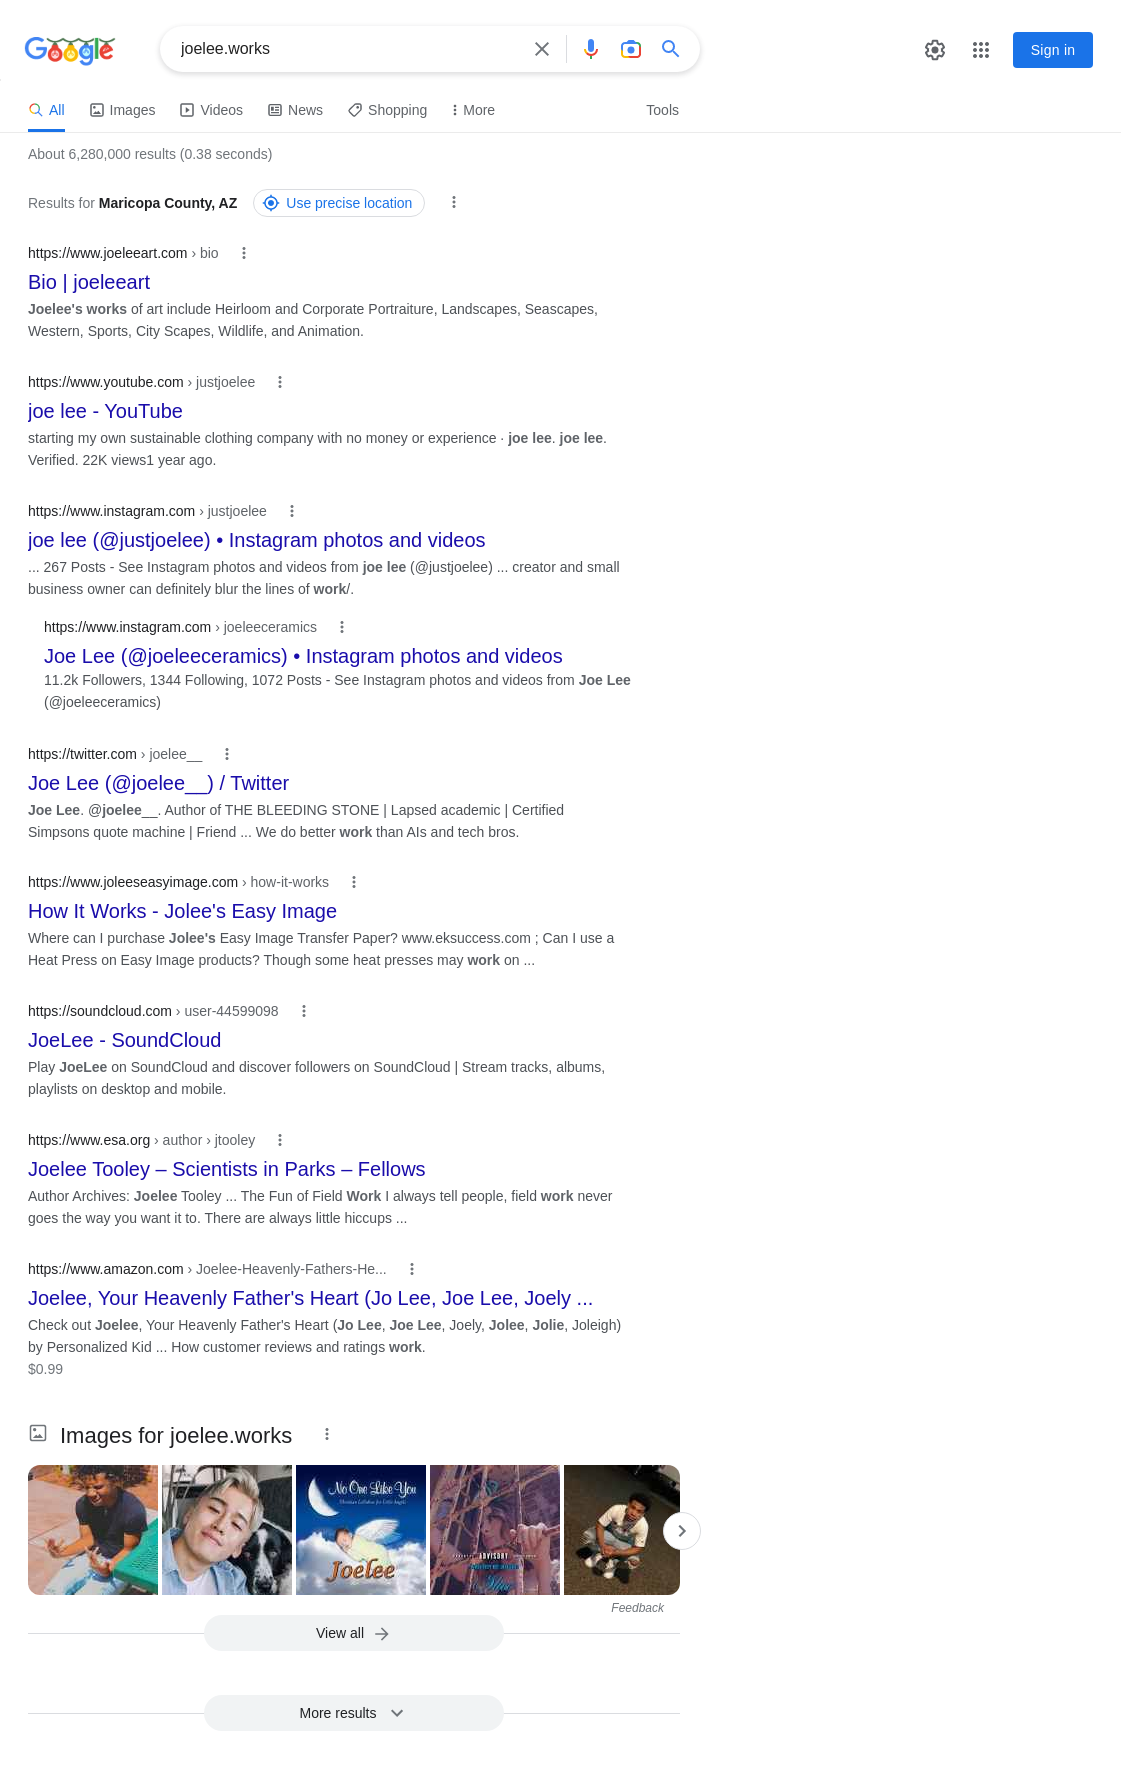 Google
joelee.works
Sign in
All
Images
Videos
News
Shopping
More
Tools
About 6,280,000 results (0.38 seconds)
Results for Maricopa County, AZ
Use precise location
https://www.joeleeart.com › bio
Bio | joeleeart
Joelee's works of art include Heirloom and Corporate Portraiture, Landscapes, Seascapes,
Western, Sports, City Scapes, Wildlife, and Animation.
https://www.youtube.com › justjoelee
joe lee - YouTube
starting my own sustainable clothing company with no money or experience · joe lee. joe lee.
Verified. 22K views1 year ago.
https://www.instagram.com › justjoelee
joe lee (@justjoelee) • Instagram photos and videos
... 267 Posts - See Instagram photos and videos from joe lee (@justjoelee) ... creator and small
business owner can definitely blur the lines of work/.
https://www.instagram.com › joeleeceramics
Joe Lee (@joeleeceramics) • Instagram photos and videos
11.2k Followers, 1344 Following, 1072 Posts - See Instagram photos and videos from Joe Lee
(@joeleeceramics)
https://twitter.com › joelee__
Joe Lee (@joelee__) / Twitter
Joe Lee. @joelee__. Author of THE BLEEDING STONE | Lapsed academic | Certified
Simpsons quote machine | Friend ... We do better work than AIs and tech bros.
https://www.joleeseasyimage.com › how-it-works
How It Works - Jolee's Easy Image
Where can I purchase Jolee's Easy Image Transfer Paper? www.eksuccess.com ; Can I use a
Heat Press on Easy Image products? Though some heat presses may work on ...
https://soundcloud.com › user-44599098
JoeLee - SoundCloud
Play JoeLee on SoundCloud and discover followers on SoundCloud | Stream tracks, albums,
playlists on desktop and mobile.
https://www.esa.org › author › jtooley
Joelee Tooley – Scientists in Parks – Fellows
Author Archives: Joelee Tooley ... The Fun of Field Work I always tell people, field work never
goes the way you want it to. There are always little hiccups ...
https://www.amazon.com › Joelee-Heavenly-Fathers-He...
Joelee, Your Heavenly Father's Heart (Jo Lee, Joe Lee, Joely ...
Check out Joelee, Your Heavenly Father's Heart (Jo Lee, Joe Lee, Joely, Jolee, Jolie, Joleigh)
by Personalized Kid ... How customer reviews and ratings work.
$0.99
Images for joelee.works
No One Like You
Christian Lullabies for Little Angels
Joelee
ADVISORY
Feedback
View all
More results